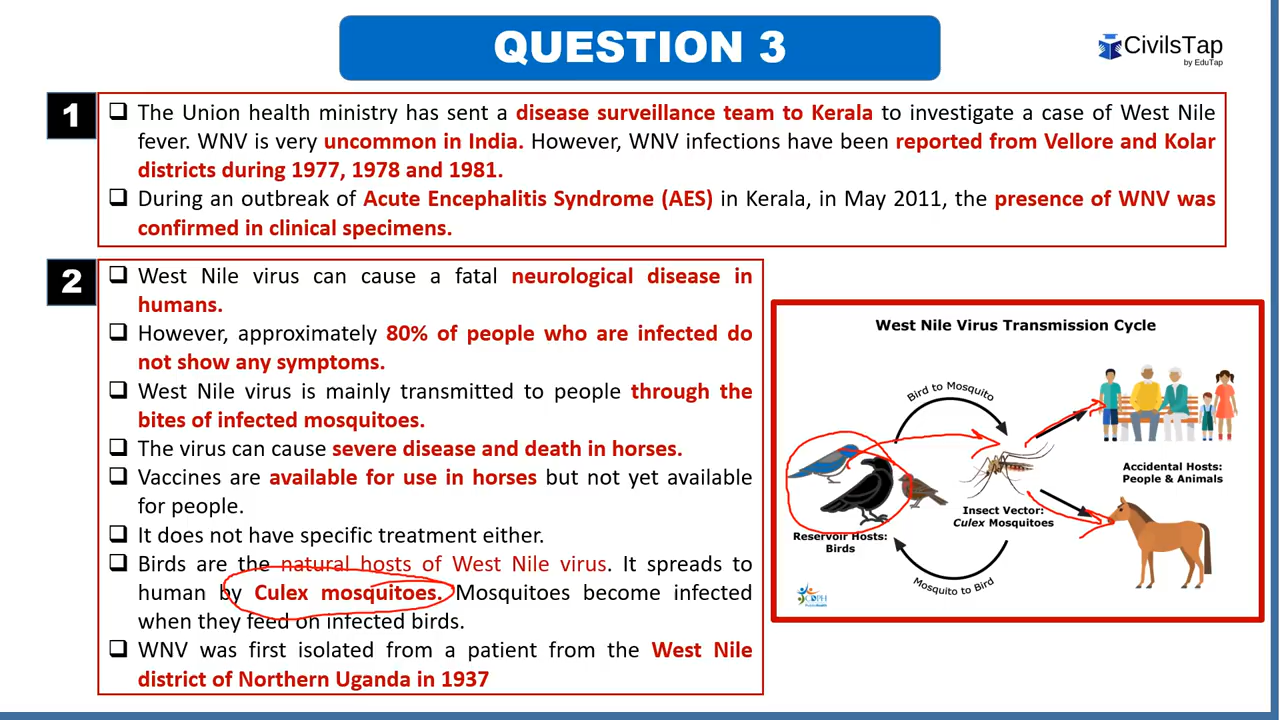 QUESTION 3
CivilsTap
by EduTap
1
❑ The Union health ministry has sent a disease surveillance team to Kerala to investigate a case of West Nile
fever. WNV is very uncommon in India. However, WNV infections have been reported from Vellore and Kolar
districts during 1977, 1978 and 1981.
❑ During an outbreak of Acute Encephalitis Syndrome (AES) in Kerala, in May 2011, the presence of WNV was
confirmed in clinical specimens.
2
❑ West Nile virus can cause a fatal neurological disease in
humans.
❑ However, approximately 80% of people who are infected do
not show any symptoms.
❑ West Nile virus is mainly transmitted to people through the
bites of infected mosquitoes.
❑ The virus can cause severe disease and death in horses.
❑ Vaccines are available for use in horses but not yet available
for people.
❑ It does not have specific treatment either.
❑ Birds are the natural hosts of West Nile virus. It spreads to
human by Culex mosquitoes. Mosquitoes become infected
when they feed on infected birds.
❑ WNV was first isolated from a patient from the West Nile
district of Northern Uganda in 1937
West Nile Virus Transmission Cycle
Bird to Mosquito
Accidental Hosts:
People & Animals
Insect Vector:
Culex Mosquitoes
Reservoir Hosts:
Birds
Mosquito to Bird
CDPH